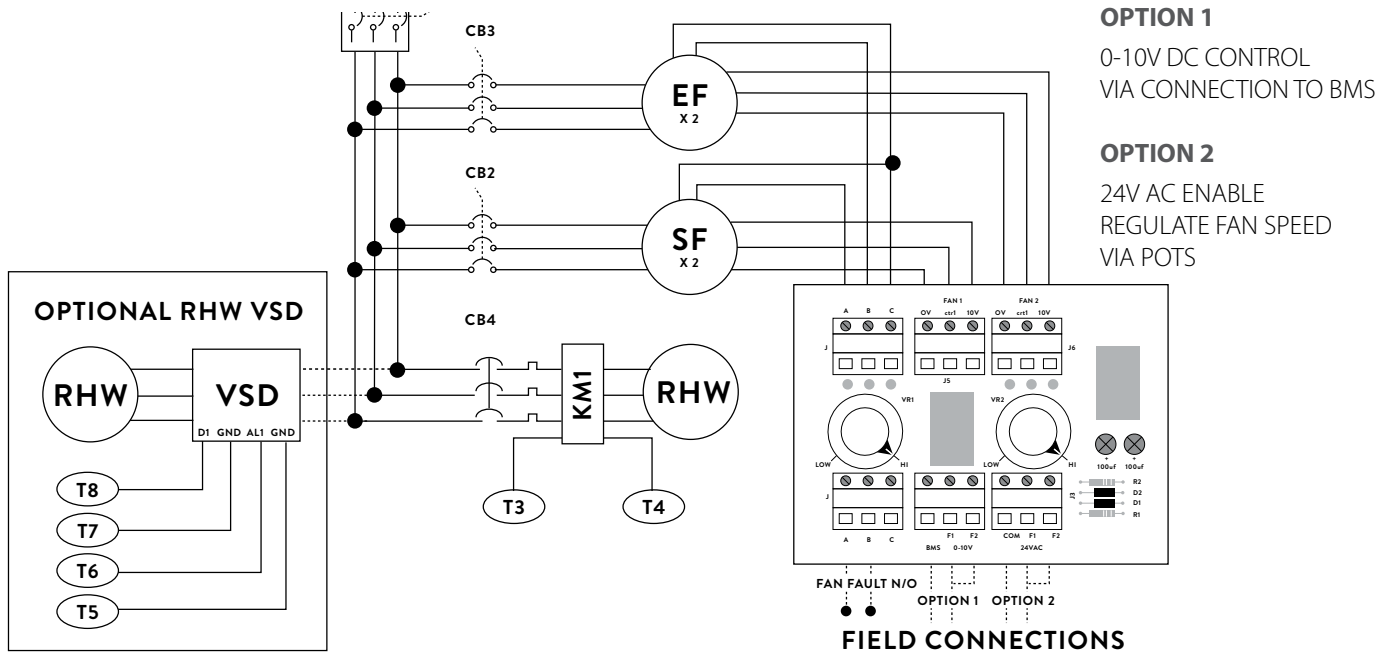 OPTION 1
0-10V DC CONTROL
VIA CONNECTION TO BMS
OPTION 2
24V AC ENABLE
REGULATE FAN SPEED
VIA POTS
CB3
EF
X 2
CB2
SF
X 2
OPTIONAL RHW VSD
RHW
VSD
D1 GND AL1 GND
T8
T7
T6
T5
CB4
KM1
RHW
T3
T4
FAN 1
FAN 2
A B C
OV ctr1 10V
OV crt1 10V
J
J5
J6
VR1
VR2
LOW
HI
LOW
HI
+
+
100uf
100uf
R2
D2
D1
R1
J
J3
A B C
F1 F2
BMS 0-10V
COM F1 F2
24VAC
FAN FAULT N/O
OPTION 1
OPTION 2
FIELD CONNECTIONS